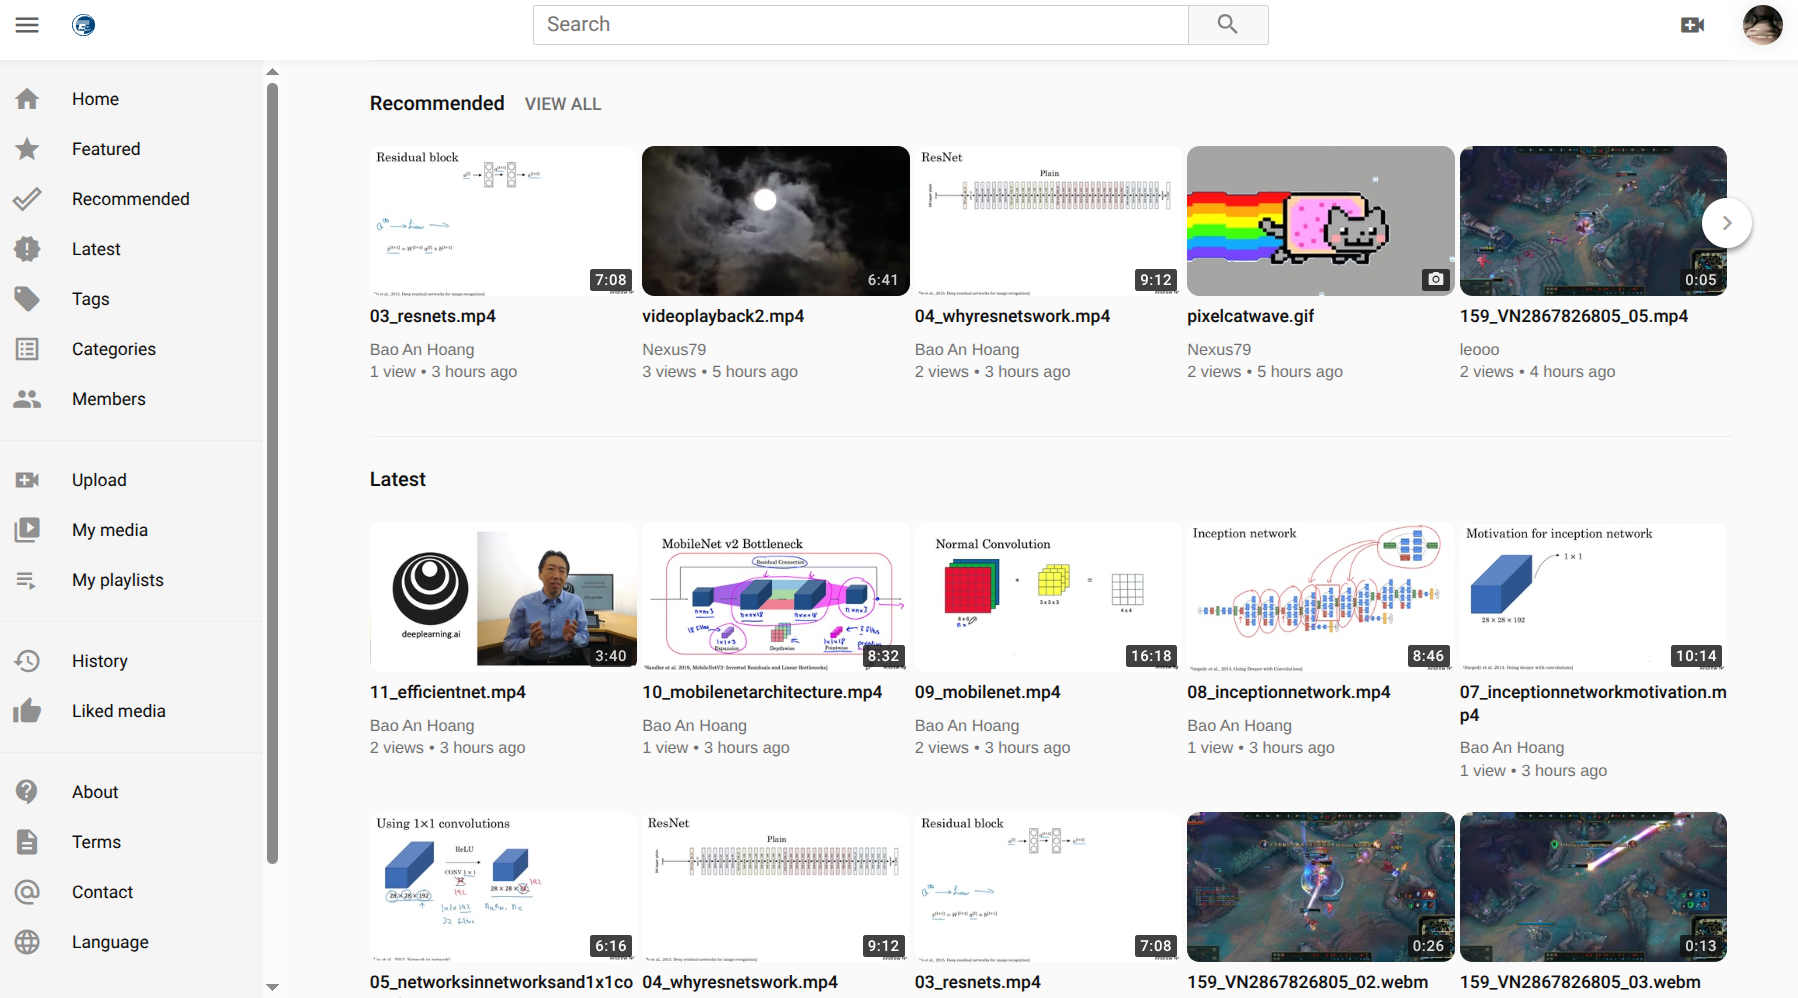 Search
Home
Featured
Recommended
Latest
Tags
Categories
Members
Upload
My media
My playlists
History
Liked media
About
Terms
Contact
Language
Recommended VIEW ALL
Residual block
7:08
03_resnets.mp4
Bao An Hoang
1 view • 3 hours ago
6:41
videoplayback2.mp4
Nexus79
3 views • 5 hours ago
ResNet
Plain
9:12
04_whyresnetswork.mp4
Bao An Hoang
2 views • 3 hours ago
pixelcatwave.gif
Nexus79
2 views • 5 hours ago
0:05
159_VN2867826805_05.mp4
leooo
2 views • 4 hours ago
Latest
deeplearning.ai
3:40
11_efficientnet.mp4
Bao An Hoang
2 views • 3 hours ago
MobileNet v2 Bottleneck
Residual Connection
Expansion
Depthwise
Pointwise
8:32
10_mobilenetarchitecture.mp4
Bao An Hoang
1 view • 3 hours ago
Normal Convolution
* =
3 x 3 x 3
4 x 4
16:18
09_mobilenet.mp4
Bao An Hoang
2 views • 3 hours ago
Inception network
8:46
08_inceptionnetwork.mp4
Bao An Hoang
1 view • 3 hours ago
Motivation for inception network
1 × 1
28 × 28 × 192
10:14
07_inceptionnetworkmotivation.m
p4
Bao An Hoang
1 view • 3 hours ago
Using 1×1 convolutions
ReLU
CONV 1 × 1
28 × 28 × 192
6:16
05_networksinnetworksand1x1co
ResNet
Plain
9:12
04_whyresnetswork.mp4
Residual block
7:08
03_resnets.mp4
0:26
159_VN2867826805_02.webm
0:13
159_VN2867826805_03.webm